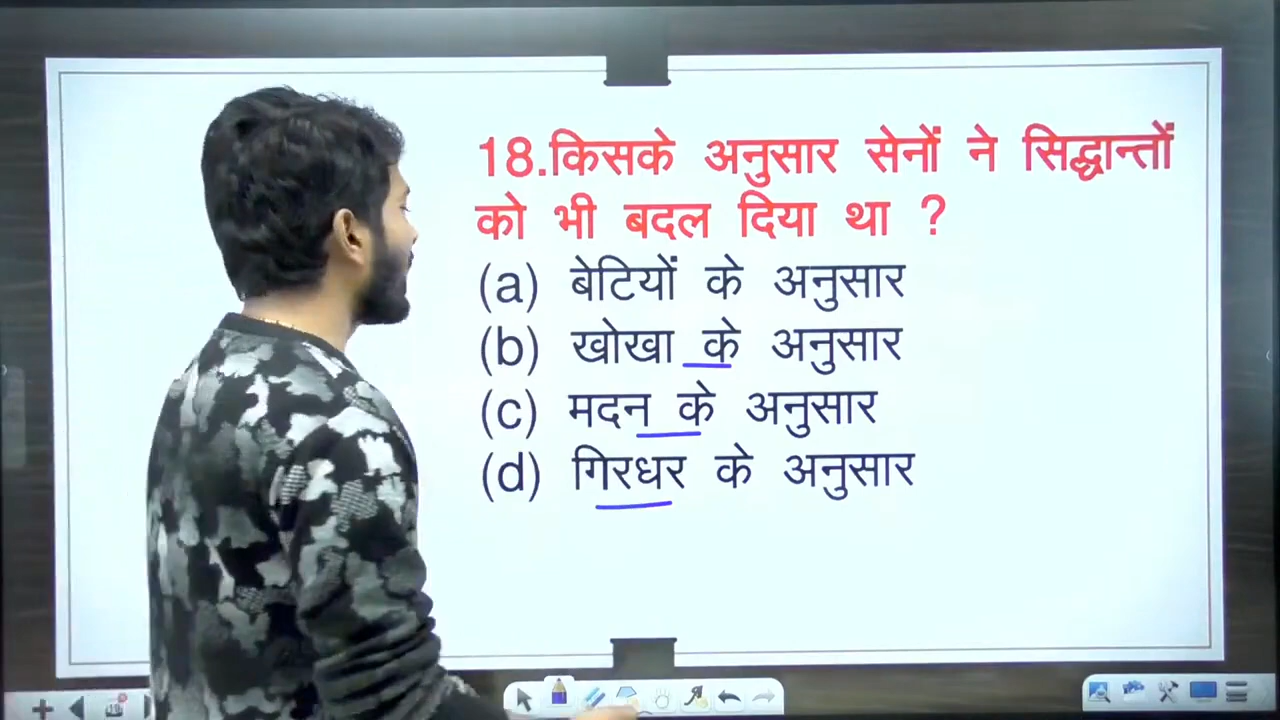 18.किसके अनुसार सेनों ने सिद्धान्तों
को भी बदल दिया था ?
(a) बेटियों के अनुसार
(b) खोखा के अनुसार
(c) मदन के अनुसार
(d) गिरधर के अनुसार